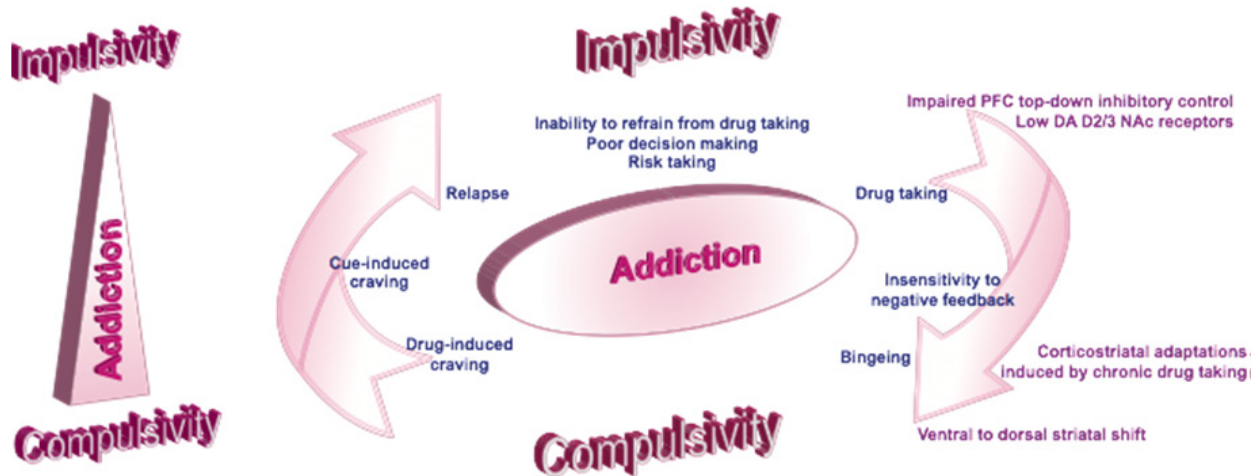 Impulsivity
Addiction
Compulsivity
Impulsivity
Inability to refrain from drug taking
Poor decision making
Risk taking
Relapse
Cue-induced
craving
Drug-induced
craving
Addiction
Impaired PFC top-down inhibitory control
Low DA D2/3 NAc receptors
Drug taking
Insensitivity to
negative feedback
Bingeing
Corticostriatal adaptations
induced by chronic drug taking
Ventral to dorsal striatal shift
Compulsivity